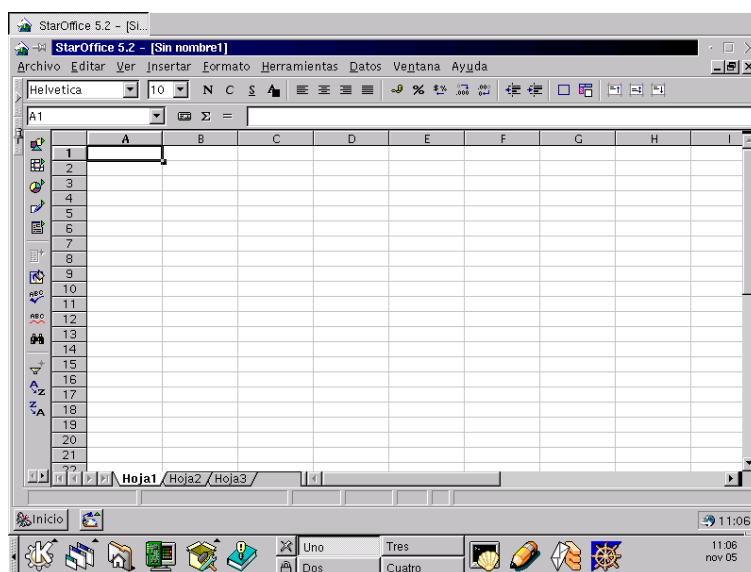 StarOffice 5.2 - [Si...
StarOffice 5.2 - [Sin nombre1]
Archivo Editar Ver Insertar Formato Herramientas Datos Ventana Ayuda
Helvetica 10 N C S A
A1 Σ =
A B C D E F G H I
1
2
3
4
5
6
7
8
9
10
11
12
13
14
15
16
17
18
19
20
21
22
Hoja1 Hoja2 Hoja3
Inicio 11:06
Uno Tres 11:06
Dos Cuatro nov 05